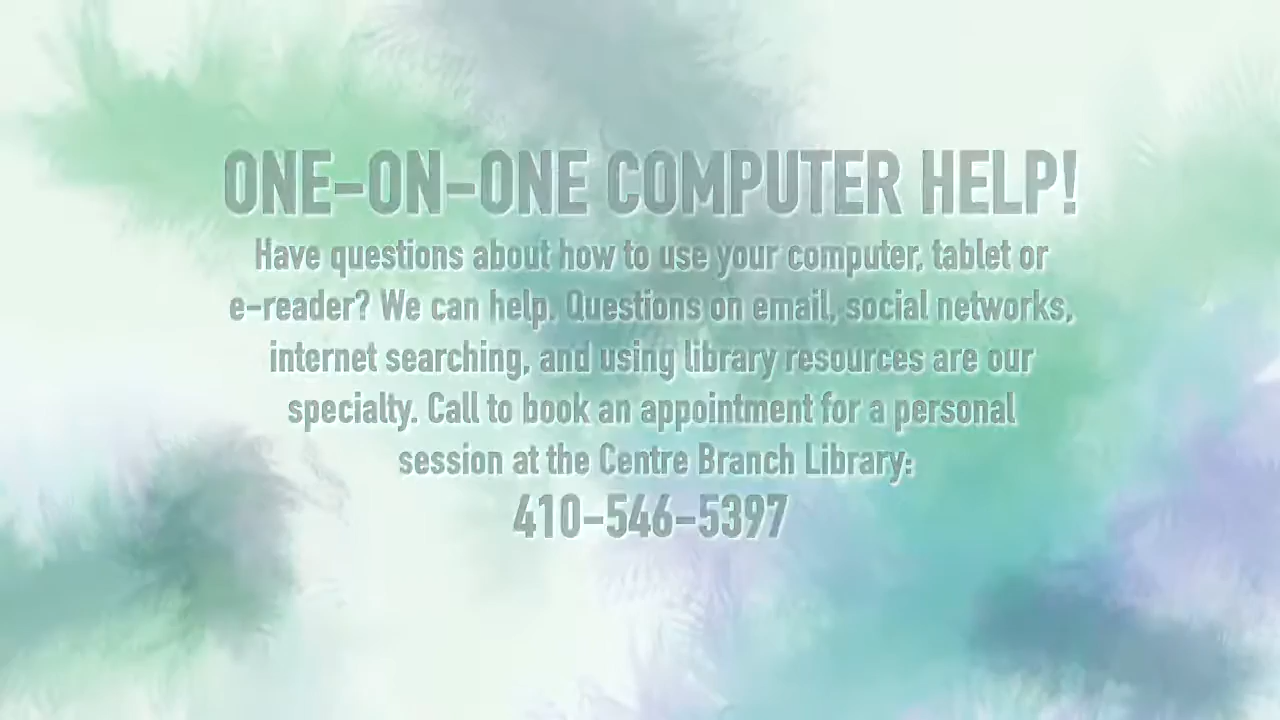 ONE-ON-ONE COMPUTER HELP!
Have questions about how to use your computer, tablet or
e-reader? We can help. Questions on email, social networks,
internet searching, and using library resources are our
specialty. Call to book an appointment for a personal
session at the Centre Branch Library:
410-546-5397